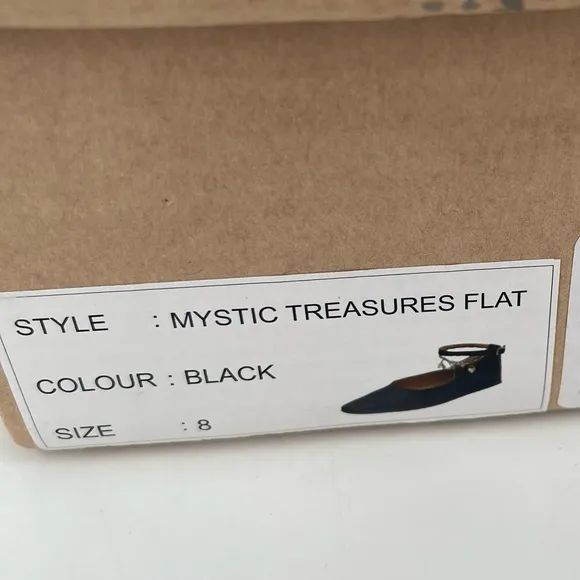 STYLE : MYSTIC TREASURES FLAT
COLOUR : BLACK
SIZE : 8